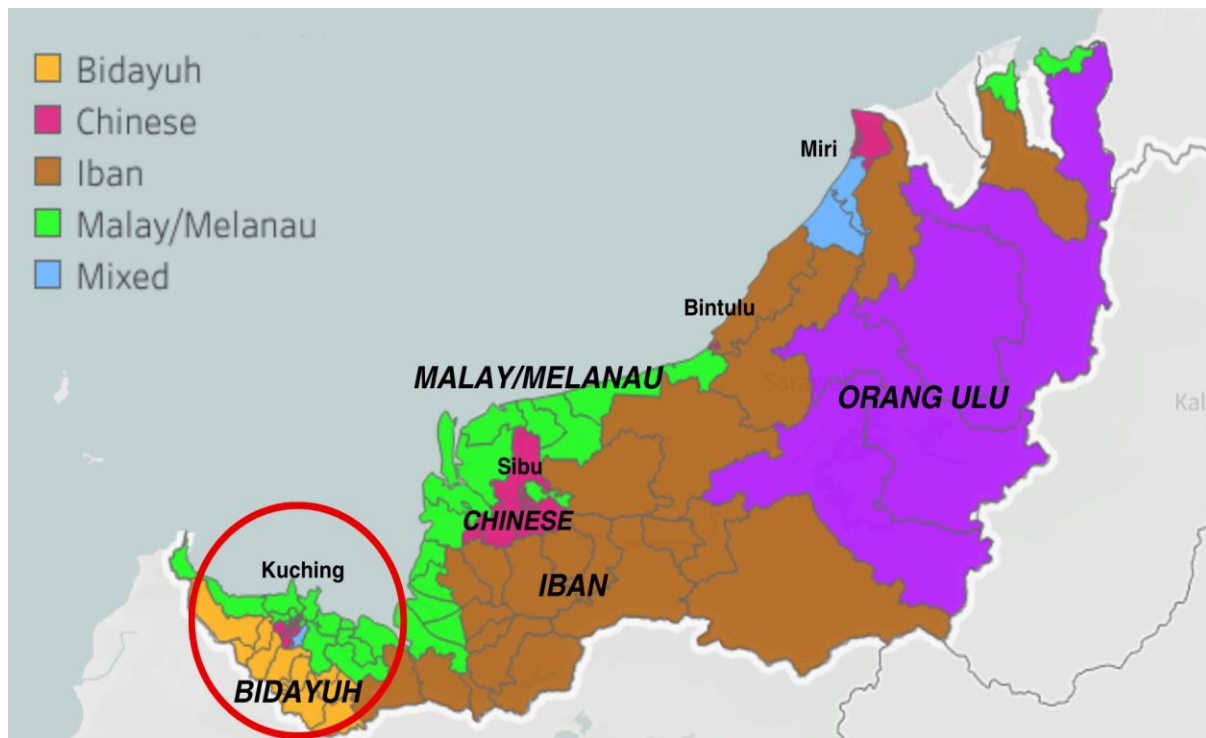 Bidayuh
Chinese
Iban
Malay/Melanau
Mixed
Miri
Bintulu
MALAY/MELANAU
ORANG ULU
Sibu
CHINESE
Kuching
IBAN
BIDAYUH